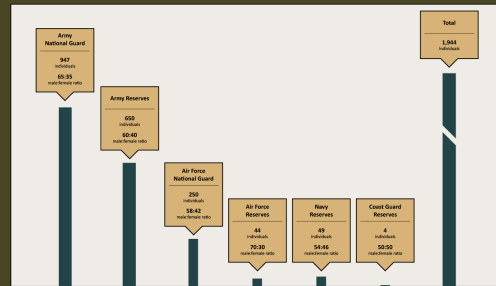 Army
National Guard
947
individuals
65:35
male:female ratio
Army Reserves
650
individuals
60:40
male:female ratio
Air Force
National Guard
250
individuals
58:42
male:female ratio
Air Force
Reserves
44
individuals
70:30
male:female ratio
Navy
Reserves
49
individuals
54:46
male:female ratio
Coast Guard
Reserves
4
individuals
50:50
male:female ratio
Total
1,944
individuals